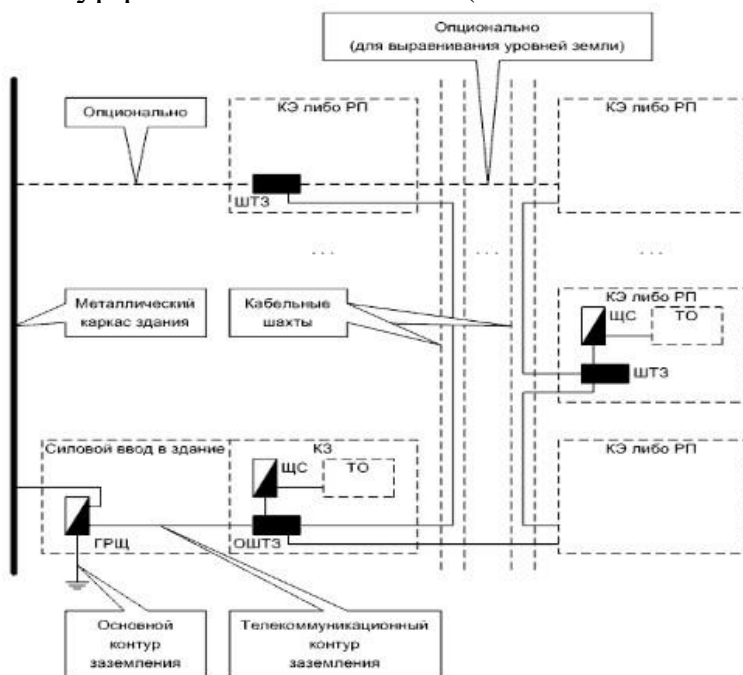 Опционально
(для выравнивания уровней земли)
Опционально
КЭ либо РП
КЭ либо РП
ШТЗ
...
...
...
Металлический
каркас здания
Кабельные
шахты
КЭ либо РП
ЩС
ТО
ШТЗ
Силовой ввод в здание
КЗ
КЭ либо РП
ЩС
ТО
ГРЩ
ОШТЗ
Основной
контур
заземления
Телекоммуникационный
контур
заземления